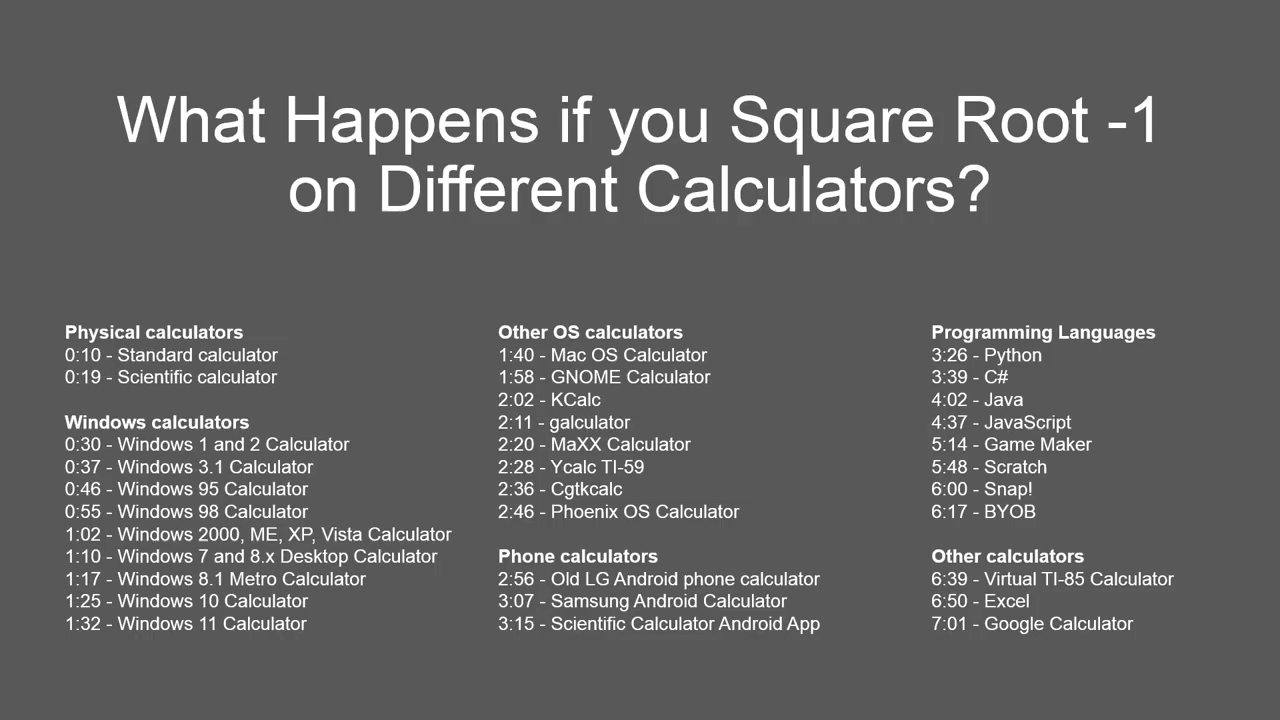 What Happens if you Square Root -1
on Different Calculators?
Physical calculators
0:10 - Standard calculator
0:19 - Scientific calculator
Windows calculators
0:30 - Windows 1 and 2 Calculator
0:37 - Windows 3.1 Calculator
0:46 - Windows 95 Calculator
0:55 - Windows 98 Calculator
1:02 - Windows 2000, ME, XP, Vista Calculator
1:10 - Windows 7 and 8.x Desktop Calculator
1:17 - Windows 8.1 Metro Calculator
1:25 - Windows 10 Calculator
1:32 - Windows 11 Calculator
Other OS calculators
1:40 - Mac OS Calculator
1:58 - GNOME Calculator
2:02 - KCalc
2:11 - galculator
2:20 - MaXX Calculator
2:28 - Ycalc TI-59
2:36 - Cgtkcalc
2:46 - Phoenix OS Calculator
Phone calculators
2:56 - Old LG Android phone calculator
3:07 - Samsung Android Calculator
3:15 - Scientific Calculator Android App
Programming Languages
3:26 - Python
3:39 - C#
4:02 - Java
4:37 - JavaScript
5:14 - Game Maker
5:48 - Scratch
6:00 - Snap!
6:17 - BYOB
Other calculators
6:39 - Virtual TI-85 Calculator
6:50 - Excel
7:01 - Google Calculator